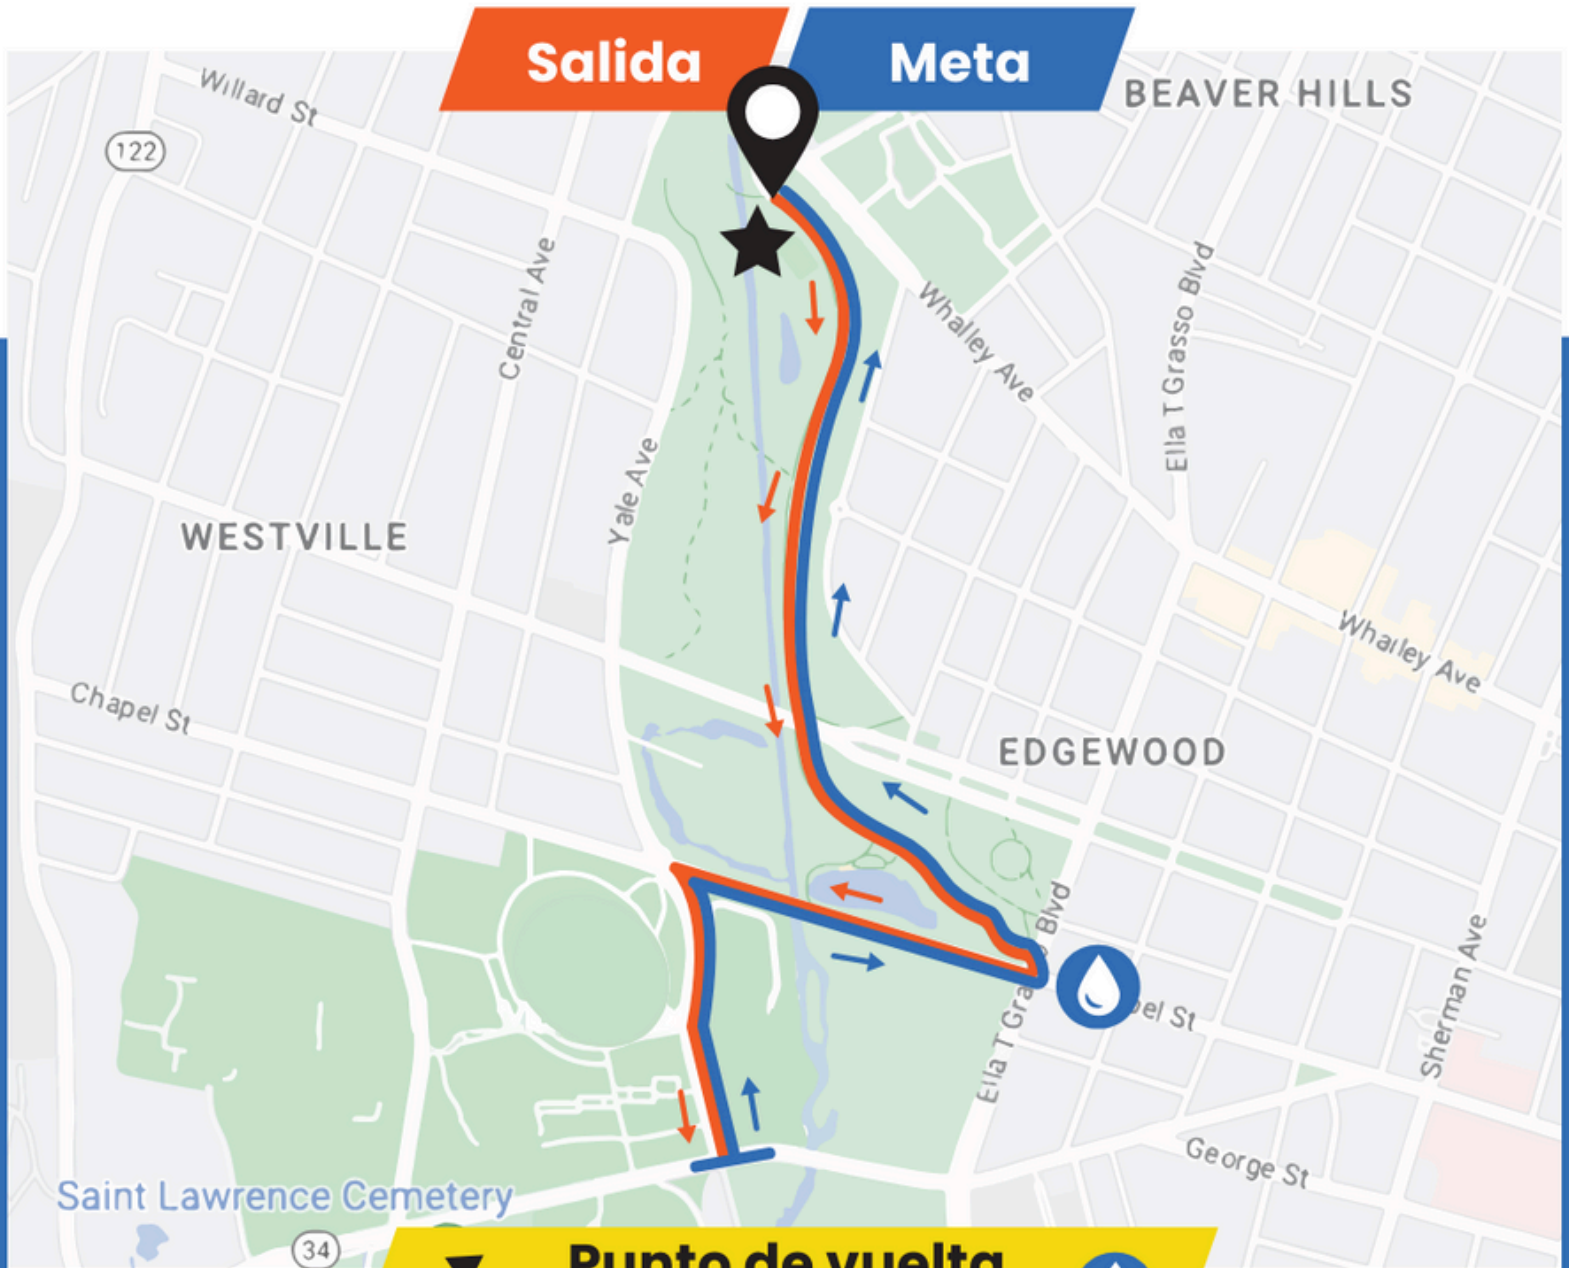 Salida
Meta
BEAVER HILLS
Willard St
122
Central Ave
Ella T Grasso Blvd
Whalley Ave
Yale Ave
WESTVILLE
Whalley Ave
Chapel St
EDGEWOOD
Ella T Gra
Blvd
pel St
Sherman Ave
George St
Saint Lawrence Cemetery
34
Punto de vuelta